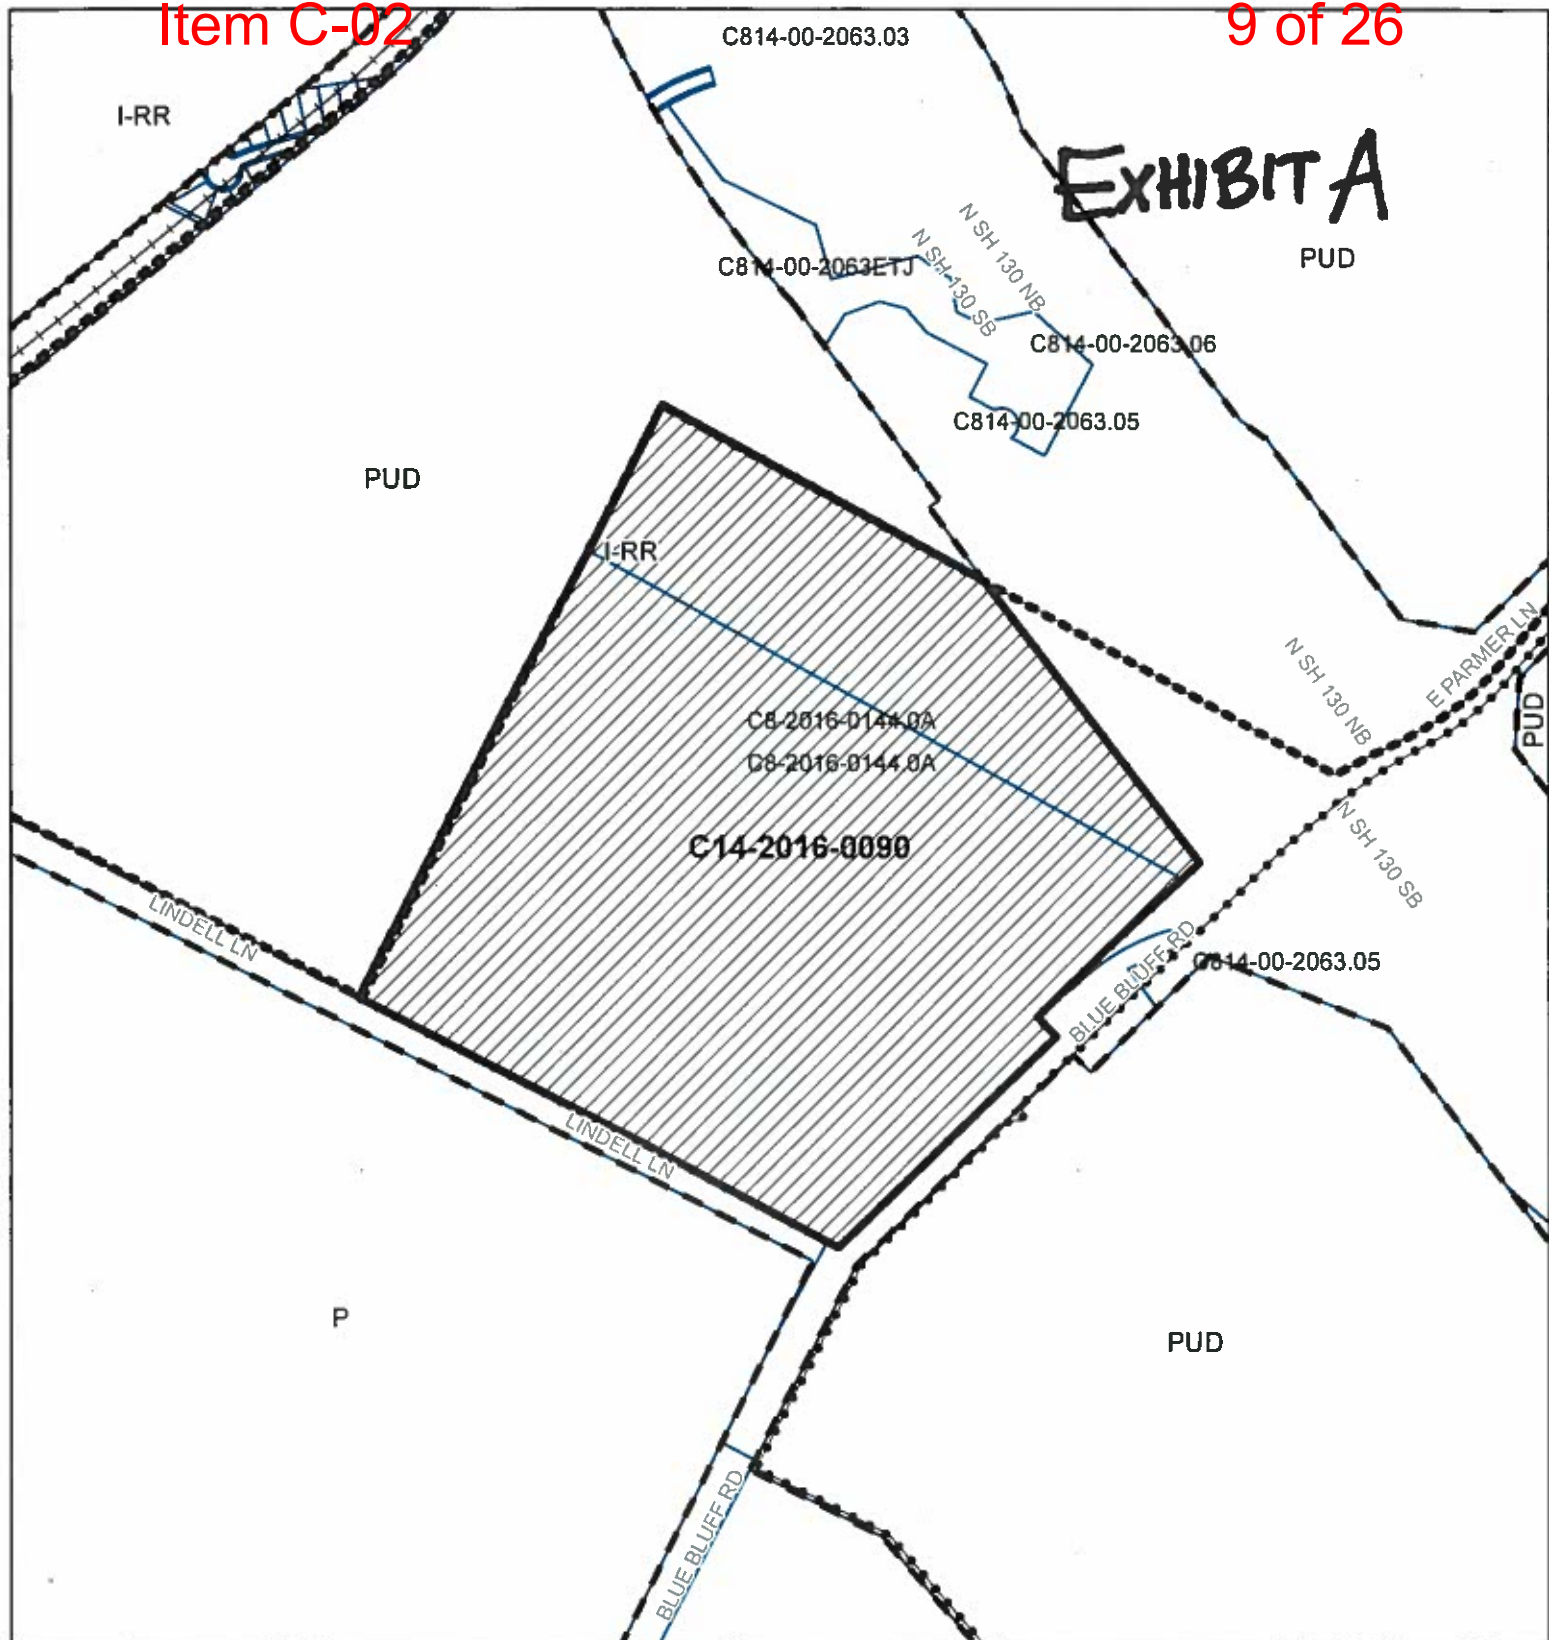 Item C-02
9 of 26
C814-00-2063.03
I-RR
EXHIBIT A
PUD
N SH 130 NB
N SH 130 SB
C814-00-2063ETJ
C814-00-2063.06
C814-00-2063.05
PUD
I-RR
N SH 130 NB
E PARMER LN
PUD
C8-2016-0144.0A
C8-2016-0144.0A
C14-2016-0090
N SH 130 SB
LINDELL LN
BLUE BLUFF RD
C814-00-2063.05
LINDELL LN
P
PUD
BLUE BLUFF RD